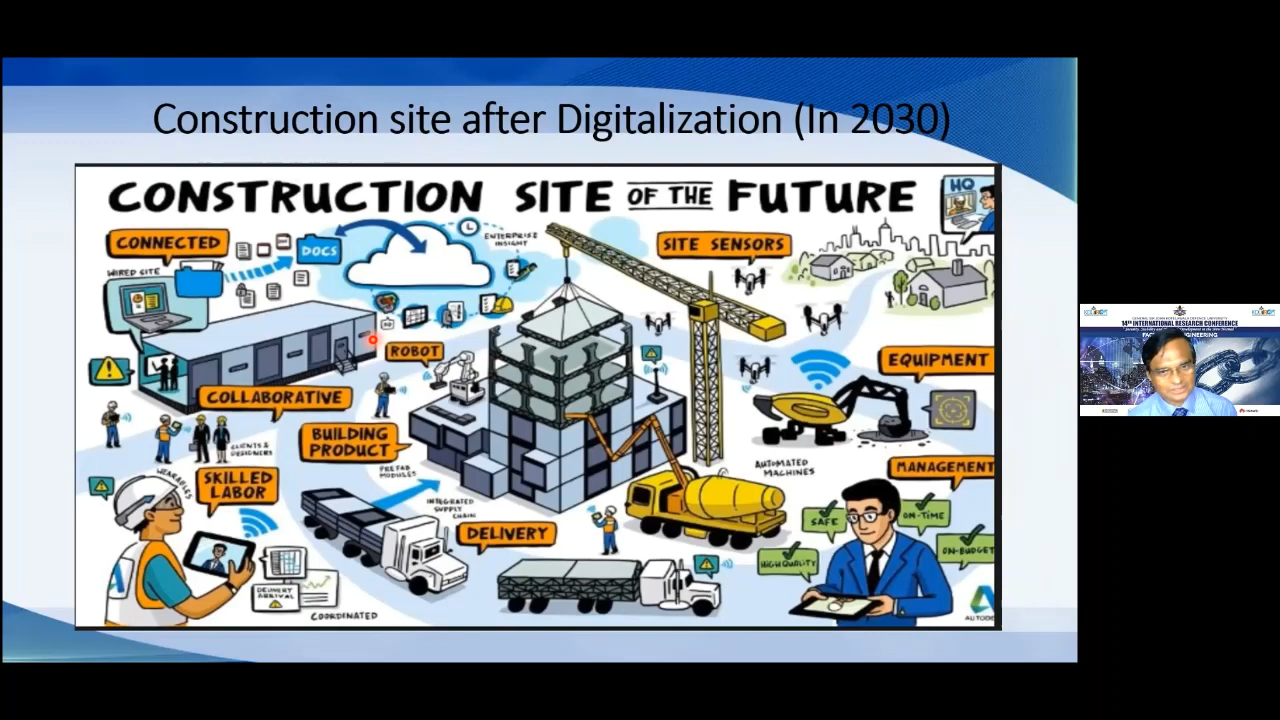 Construction site after Digitalization (In 2030)
CONSTRUCTION SITE OF THE FUTURE
HQ
CONNECTED
DOCS
ENTERPRISE
INSIGHT
SITE SENSORS
WIRED SITE
ROBOT
EQUIPMENT
COLLABORATIVE
BUILDING
PRODUCT
CLIENTS &
DESIGNERS
PREFAB
MODULES
AUTOMATED
MACHINES
MANAGEMENT
WEARABLES
SKILLED
LABOR
INTEGRATED
SUPPLY
CHAIN
DELIVERY
SAFE
ON-TIME
ON-BUDGET
HIGH QUALITY
DELIVERY
ARRIVAL
COORDINATED
AUTODE
14TH INTERNATIONAL RESEARCH CONFERENCE